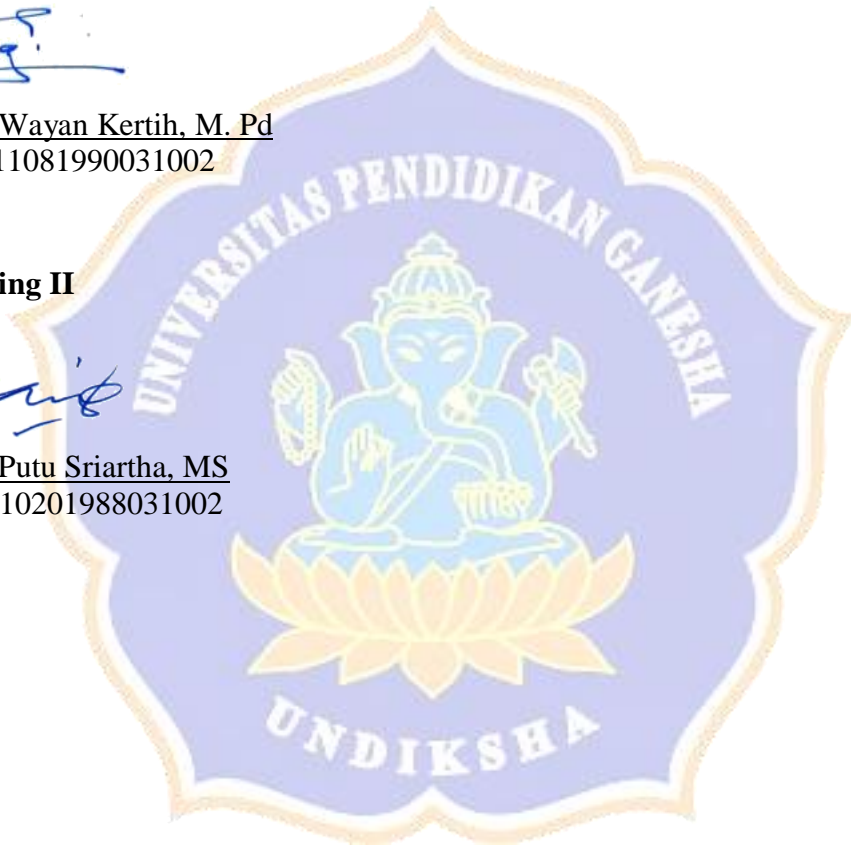 Wayan Kertih, M. Pd
11081990031002
ing II
Putu Sriartha, MS
10201988031002
UNIVERSITAS PENDIDIKAN GANESHA
UNDIKSHA